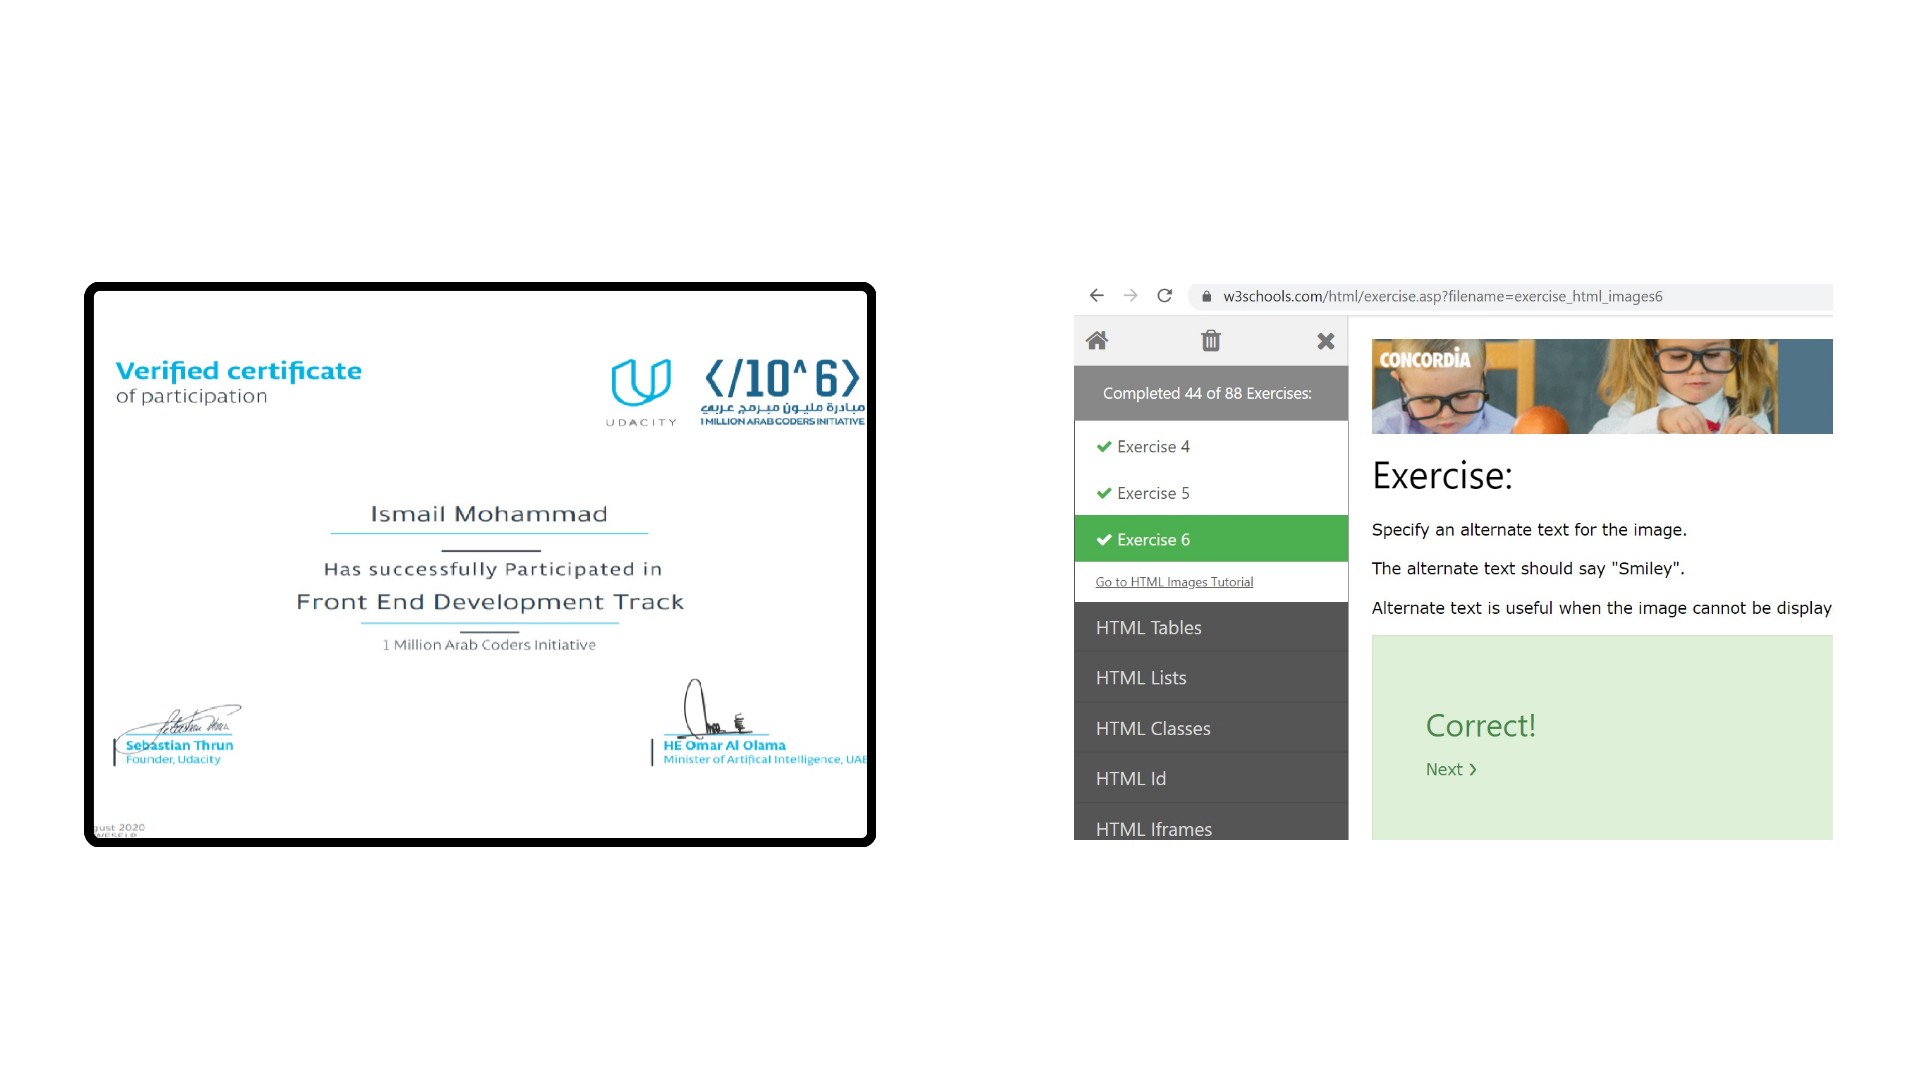 Verified certificate
of participation
UDACITY
</10^6>
مبادرة مليون مبرمج عربي
1 MILLION ARAB CODERS INITIATIVE
Ismail Mohammad
Has successfully Participated in
Front End Development Track
1 Million Arab Coders Initiative
Sebastian Thrun
Founder, Udacity
HE Omar Al Olama
Minister of Artifical Intelligence, UAE
gust 2020
w3schools.com/html/exercise.asp?filename=exercise_html_images6
Completed 44 of 88 Exercises:
Exercise 4
Exercise 5
Exercise 6
Go to HTML Images Tutorial
HTML Tables
HTML Lists
HTML Classes
HTML Id
HTML Iframes
CONCORDIA
Exercise:
Specify an alternate text for the image.
The alternate text should say "Smiley".
Alternate text is useful when the image cannot be display
Correct!
Next ❯